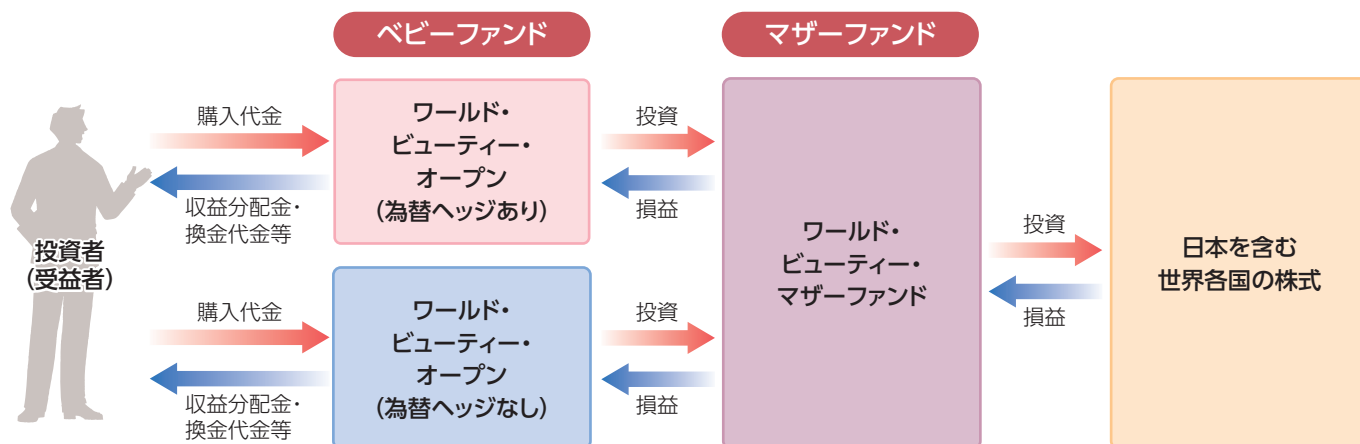 ベビーファンド
マザーファンド
投資者
（受益者）
購入代金
収益分配金・
換金代金等
ワールド・
ビューティー・
オープン
（為替ヘッジあり）
投資
損益
購入代金
収益分配金・
換金代金等
ワールド・
ビューティー・
オープン
（為替ヘッジなし）
投資
損益
ワールド・
ビューティー・
マザーファンド
投資
損益
日本を含む
世界各国の株式